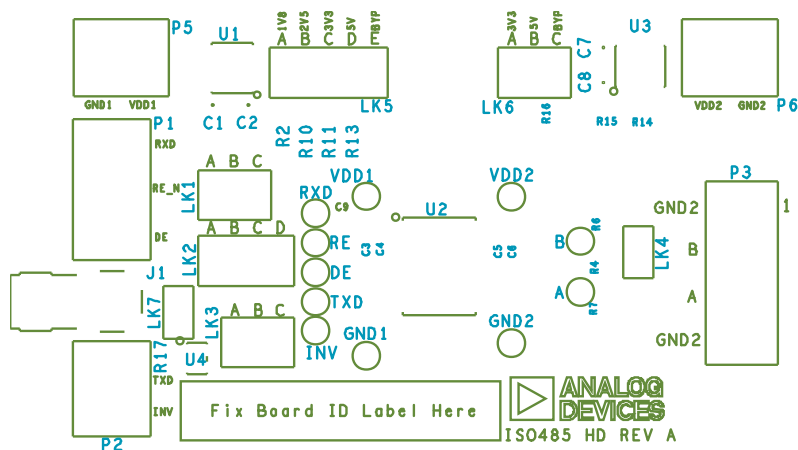 P5
GND1 VDD1
U1
C1 C2
1V8 2V5 3V3 5V BYP
A B C D E
LK5
3V3 5V BYP
A B C
LK6
R16
C7
C8
U3
R15 R14
VDD2 GND2
P6
P1
RXD
RE_N
DE
R2 R10 R11 R13
A B C
LK1
A B C D
LK2
RXD
RE
DE
TXD
INV
VDD1
C9
C3 C4
U2
VDD2
C5 C6
B
R6
R4
A
R7
LK4
P3
GND2 1
B
A
GND2
J1
LK7
A B C
LK3
GND1
GND2
R17
U4
TXD
INV
P2
Fix Board ID Label Here
ANALOG
DEVICES
ISO485 HD REV A